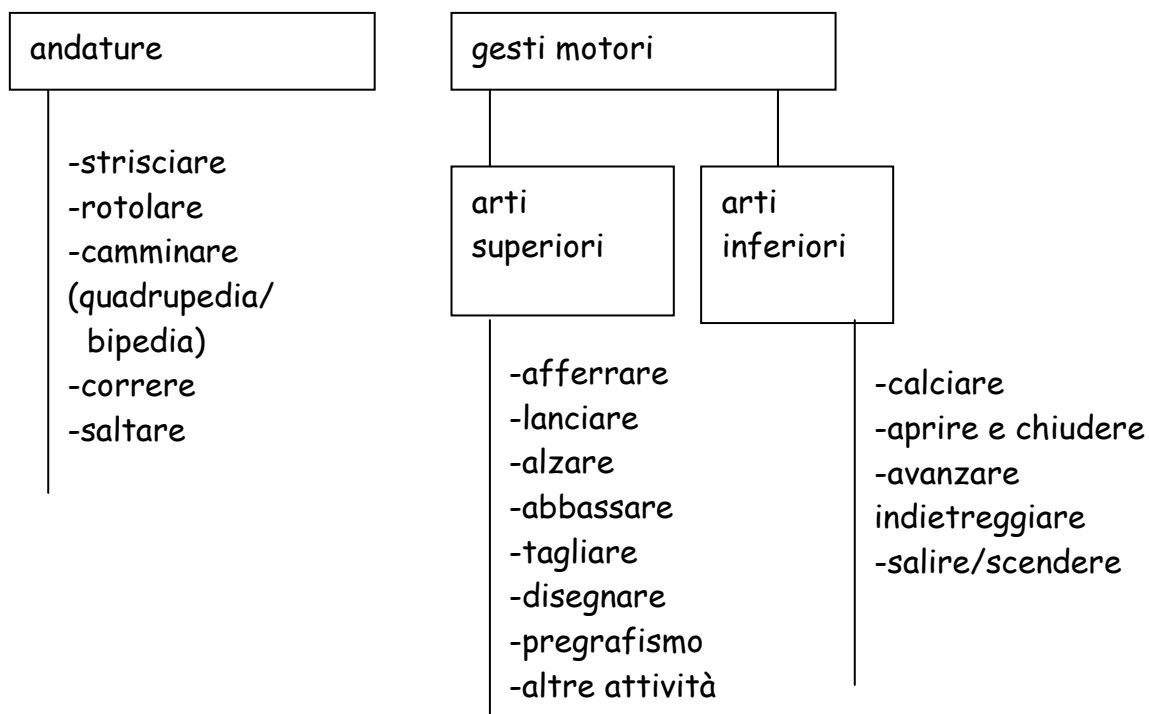 andature
-strisciare
-rotolare
-camminare
(quadrupedia/
bipedia)
-correre
-saltare
gesti motori
arti
superiori
-afferrare
-lanciare
-alzare
-abbassare
-tagliare
-disegnare
-pregrafismo
-altre attività
arti
inferiori
-calciare
-aprire e chiudere
-avanzare
indietreggiare
-salire/scendere